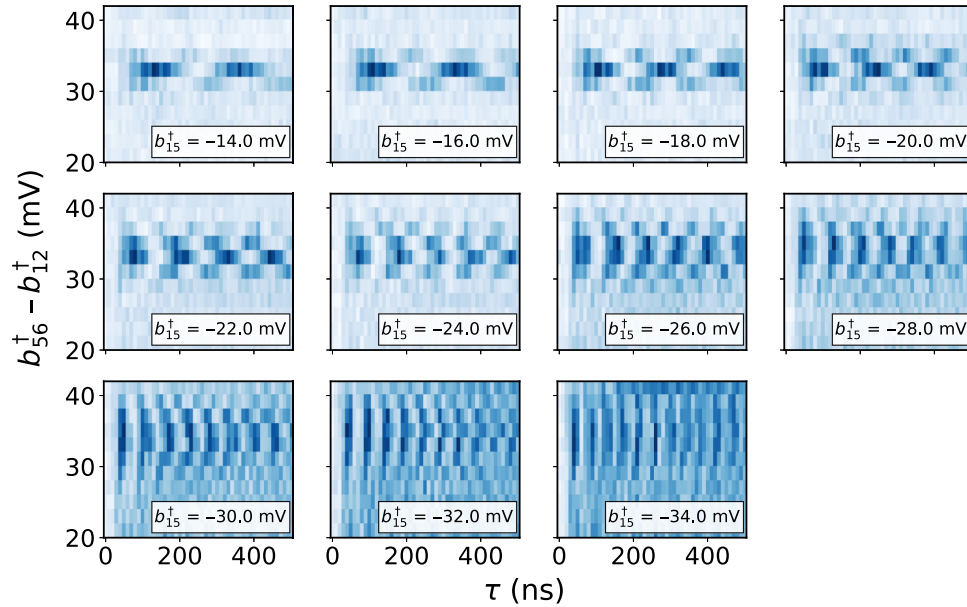 40
30
20
b†15 = −14.0 mV
b†15 = −16.0 mV
b†15 = −18.0 mV
b†15 = −20.0 mV
b†56 − b†12 (mV)
40
30
20
b†15 = −22.0 mV
b†15 = −24.0 mV
b†15 = −26.0 mV
b†15 = −28.0 mV
40
30
20
b†15 = −30.0 mV
b†15 = −32.0 mV
b†15 = −34.0 mV
0 200 400
0 200 400
0 200 400
τ (ns)